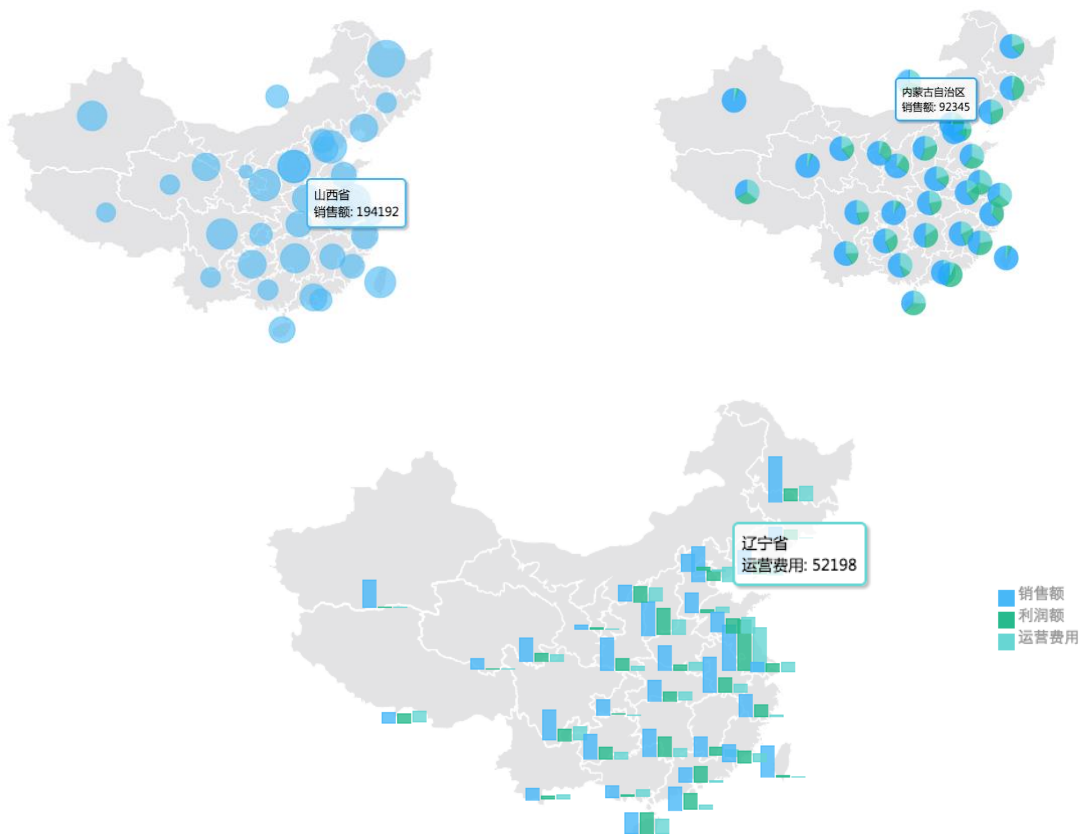 山西省
销售额: 194192
内蒙古自治区
销售额: 92345
辽宁省
运营费用: 52198
销售额
利润额
运营费用